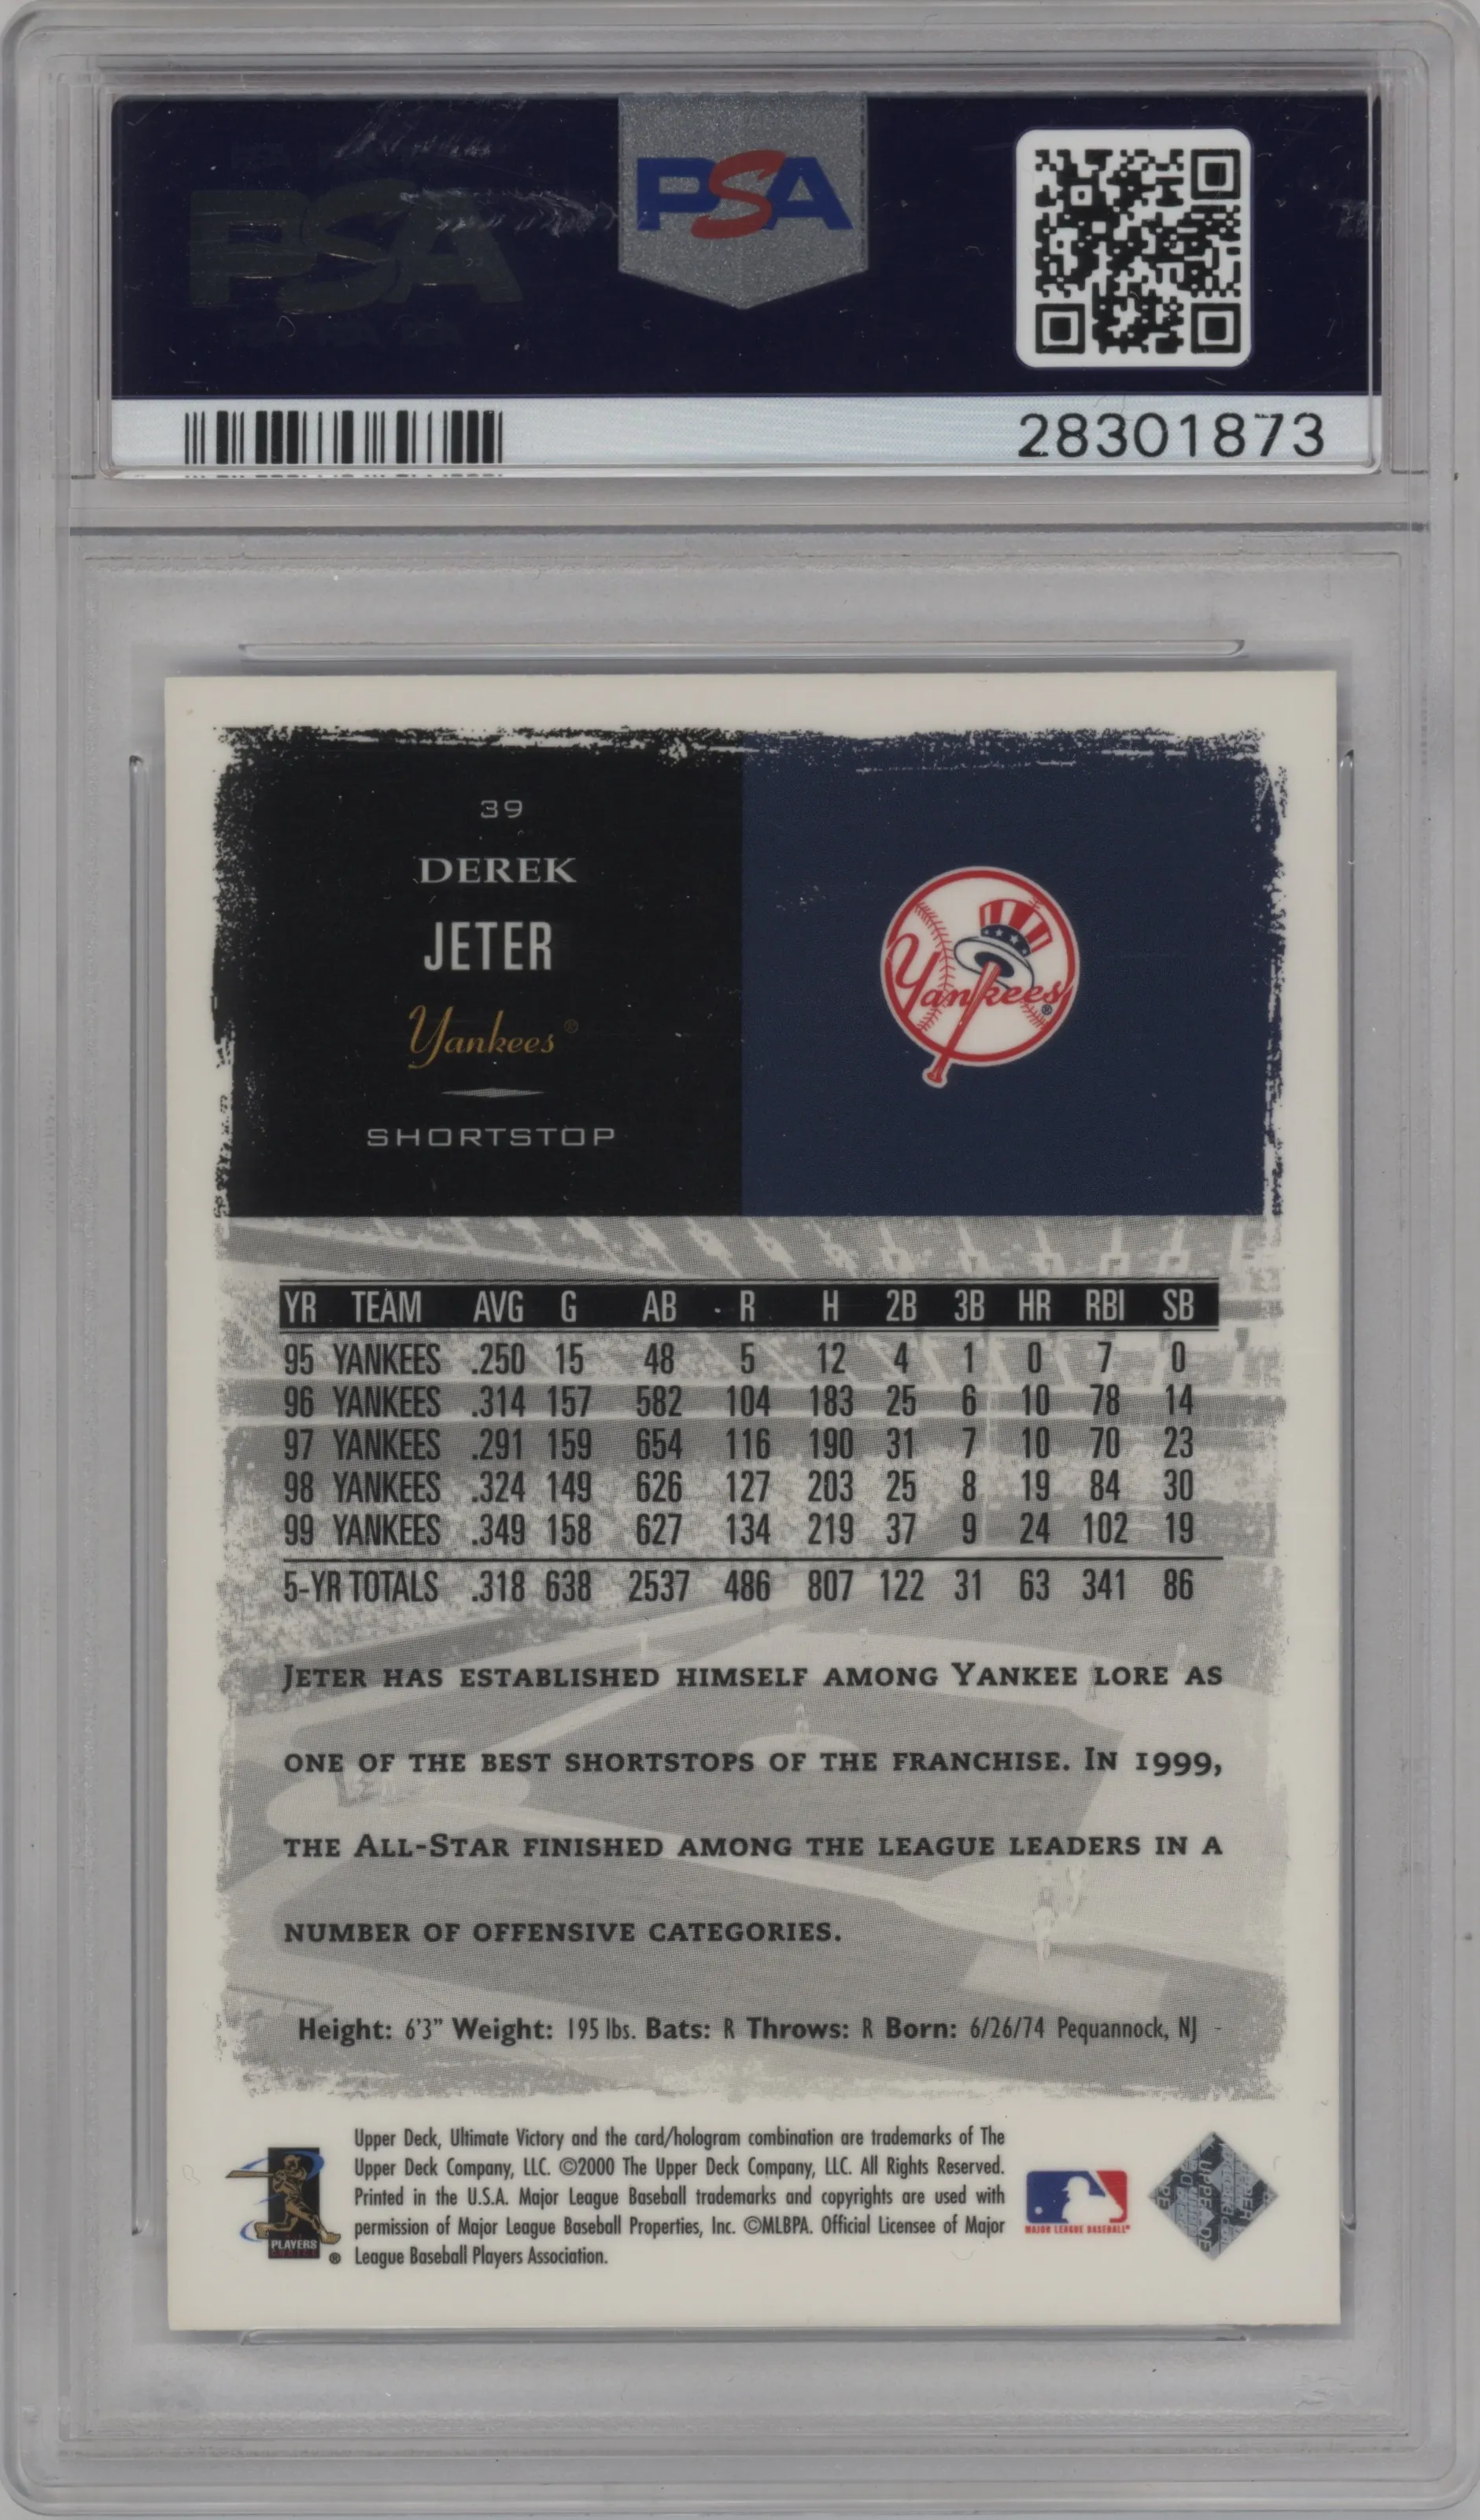 PSA
PSA
28301873
39
DEREK
JETER
Yankees®
SHORTSTOP
Yankees®
YR TEAM AVG G AB R H 2B 3B HR RBI SB
95 YANKEES .250 15 48 5 12 4 1 0 7 0
96 YANKEES .314 157 582 104 183 25 6 10 78 14
97 YANKEES .291 159 654 116 190 31 7 10 70 23
98 YANKEES .324 149 626 127 203 25 8 19 84 30
99 YANKEES .349 158 627 134 219 37 9 24 102 19
5-YR TOTALS .318 638 2537 486 807 122 31 63 341 86
JETER HAS ESTABLISHED HIMSELF AMONG YANKEE LORE AS
ONE OF THE BEST SHORTSTOPS OF THE FRANCHISE. IN 1999,
THE ALL-STAR FINISHED AMONG THE LEAGUE LEADERS IN A
NUMBER OF OFFENSIVE CATEGORIES.
Height: 6'3" Weight: 195 lbs. Bats: R Throws: R Born: 6/26/74 Pequannock, NJ
Upper Deck, Ultimate Victory and the card/hologram combination are trademarks of The
Upper Deck Company, LLC. ©2000 The Upper Deck Company, LLC. All Rights Reserved.
Printed in the U.S.A. Major League Baseball trademarks and copyrights are used with
permission of Major League Baseball Properties, Inc. ©MLBPA. Official Licensee of Major
League Baseball Players Association.
PLAYERS
®
MAJOR LEAGUE BASEBALL
UPPER DE